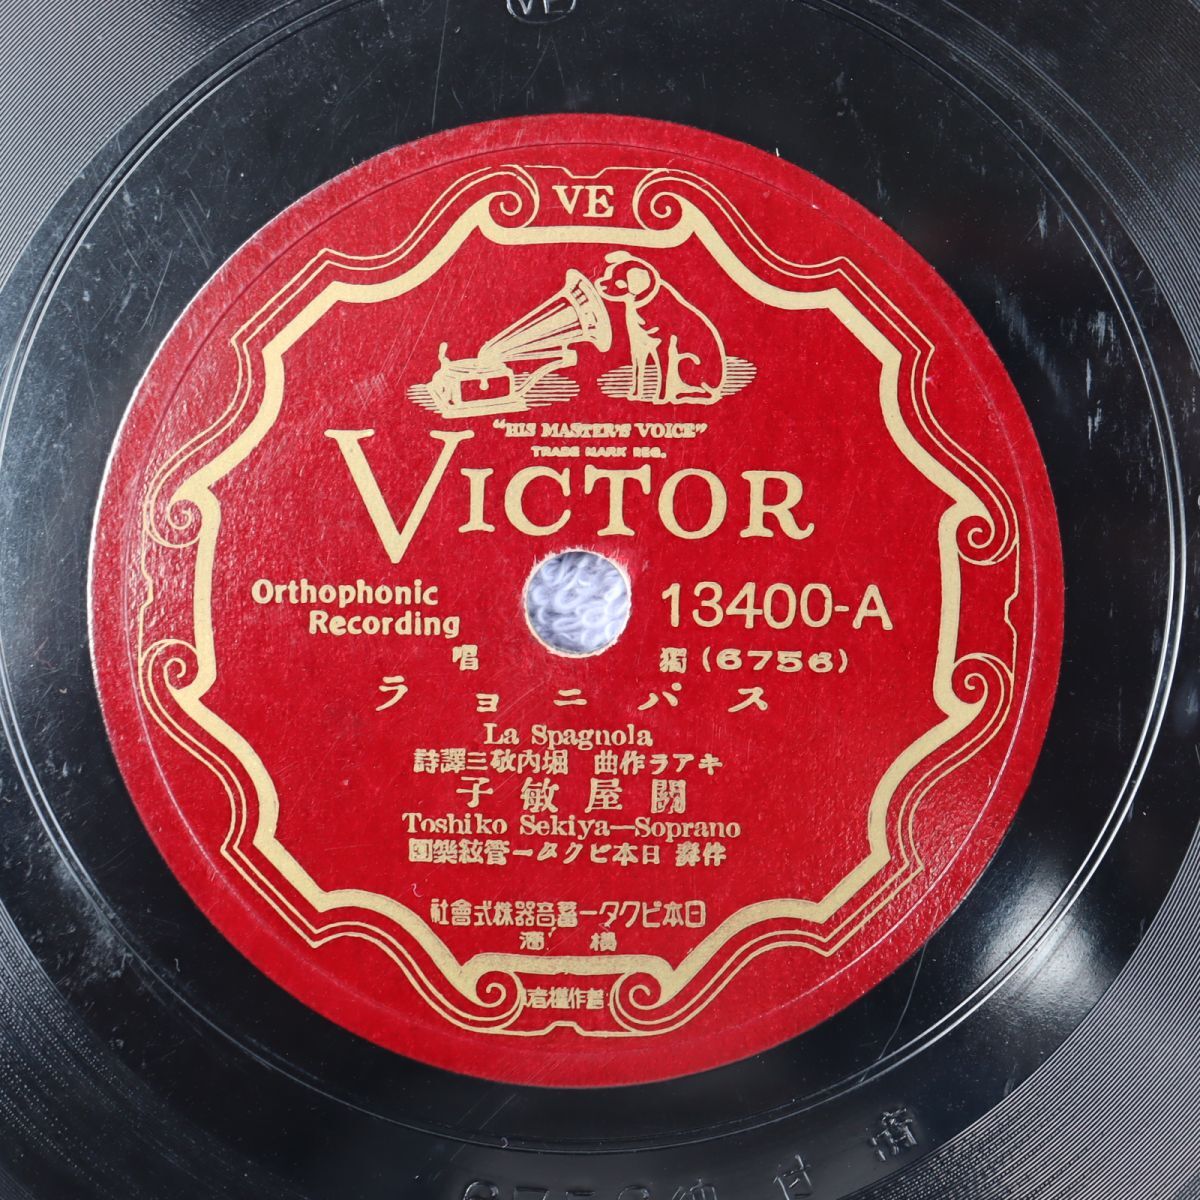 VE
"HIS MASTER'S VOICE"
TRADE MARK REG.
VICTOR
Orthophonic
Recording
13400-A
獨唱
(6756)
スパニョラ
La Spagnola
キアラ作曲 堀内敬三譯詩
關屋敏子
Toshiko Sekiya—Soprano
伴奏 日本ビクター管絃樂團
日本ビクター蓄音器株式會社
横濱
著作權者
VE